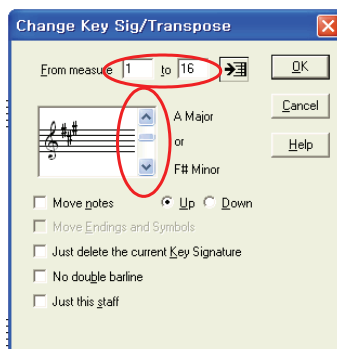 Change Key Sig/Transpose
From measure 1 to 16
OK
Cancel
Help
A Major
or
F# Minor
Move notes Up Down
Move Endings and Symbols
Just delete the current Key Signature
No double barline
Just this staff